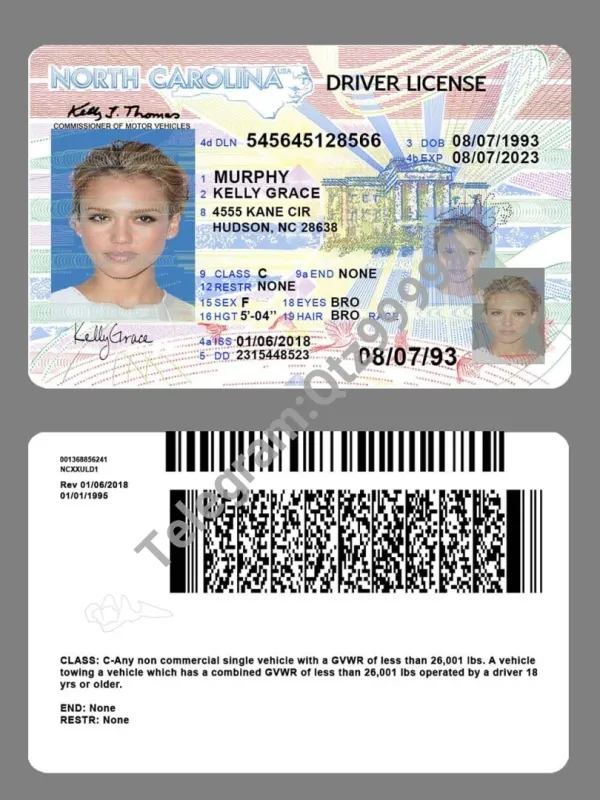 NORTH CAROLINA USA DRIVER LICENSE
Kelly J. Thomas
COMMISSIONER OF MOTOR VEHICLES
4d DLN 545645128566 3 DOB 08/07/1993
4b EXP 08/07/2023
1 MURPHY
2 KELLY GRACE
8 4555 KANE CIR
HUDSON, NC 28638
9 CLASS C 9a END NONE
12 RESTR NONE
15 SEX F 18 EYES BRO
16 HGT 5'-04" 19 HAIR BRO RACE
4a ISS 01/06/2018
5 DD 2315448523
08/07/93
KellyGrace
001368856241
NCXXULD1
Rev 01/06/2018
01/01/1995
CLASS: C-Any non commercial single vehicle with a GVWR of less than 26,001 lbs. A vehicle
towing a vehicle which has a combined GVWR of less than 26,001 lbs operated by a driver 18
yrs or older.
END: None
RESTR: None